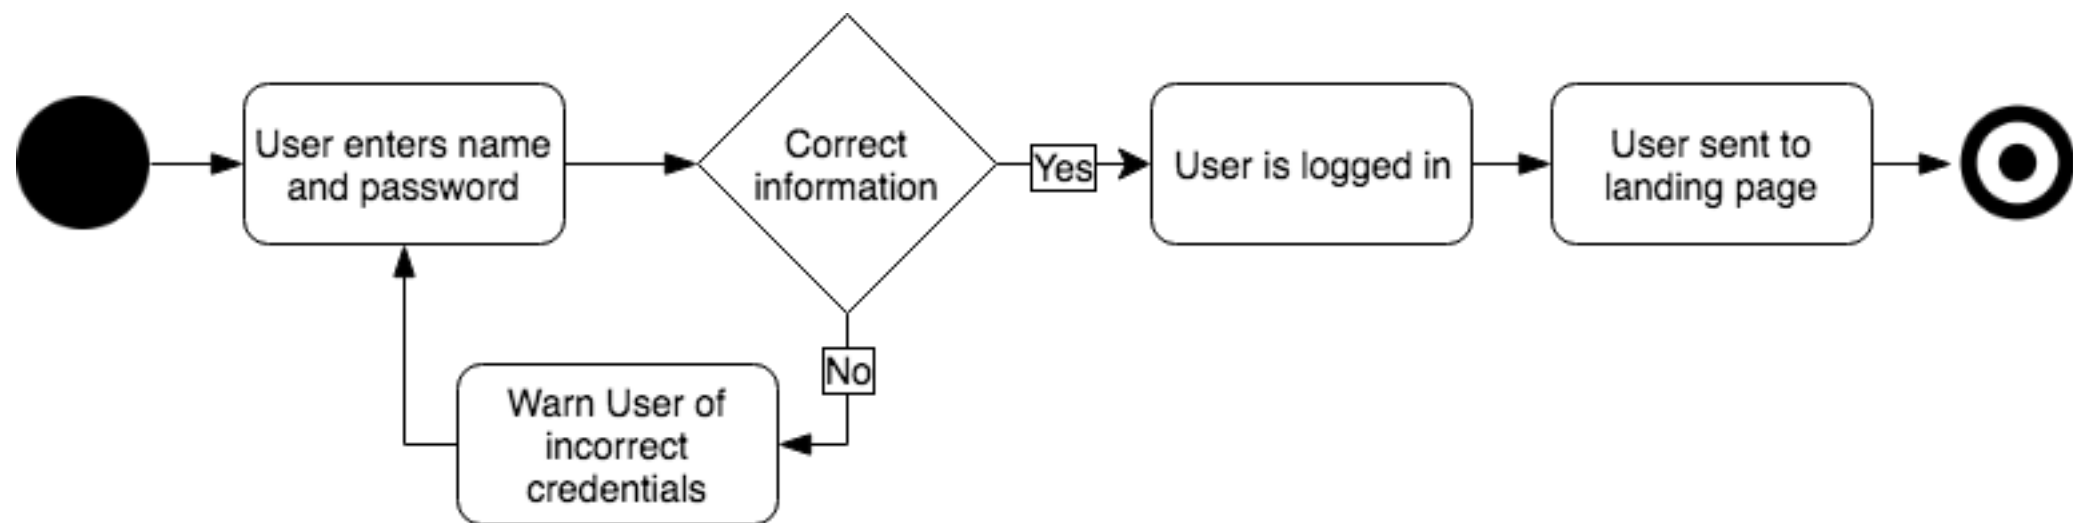 User enters name
and password
Correct
information
Yes
User is logged in
User sent to
landing page
No
Warn User of
incorrect
credentials